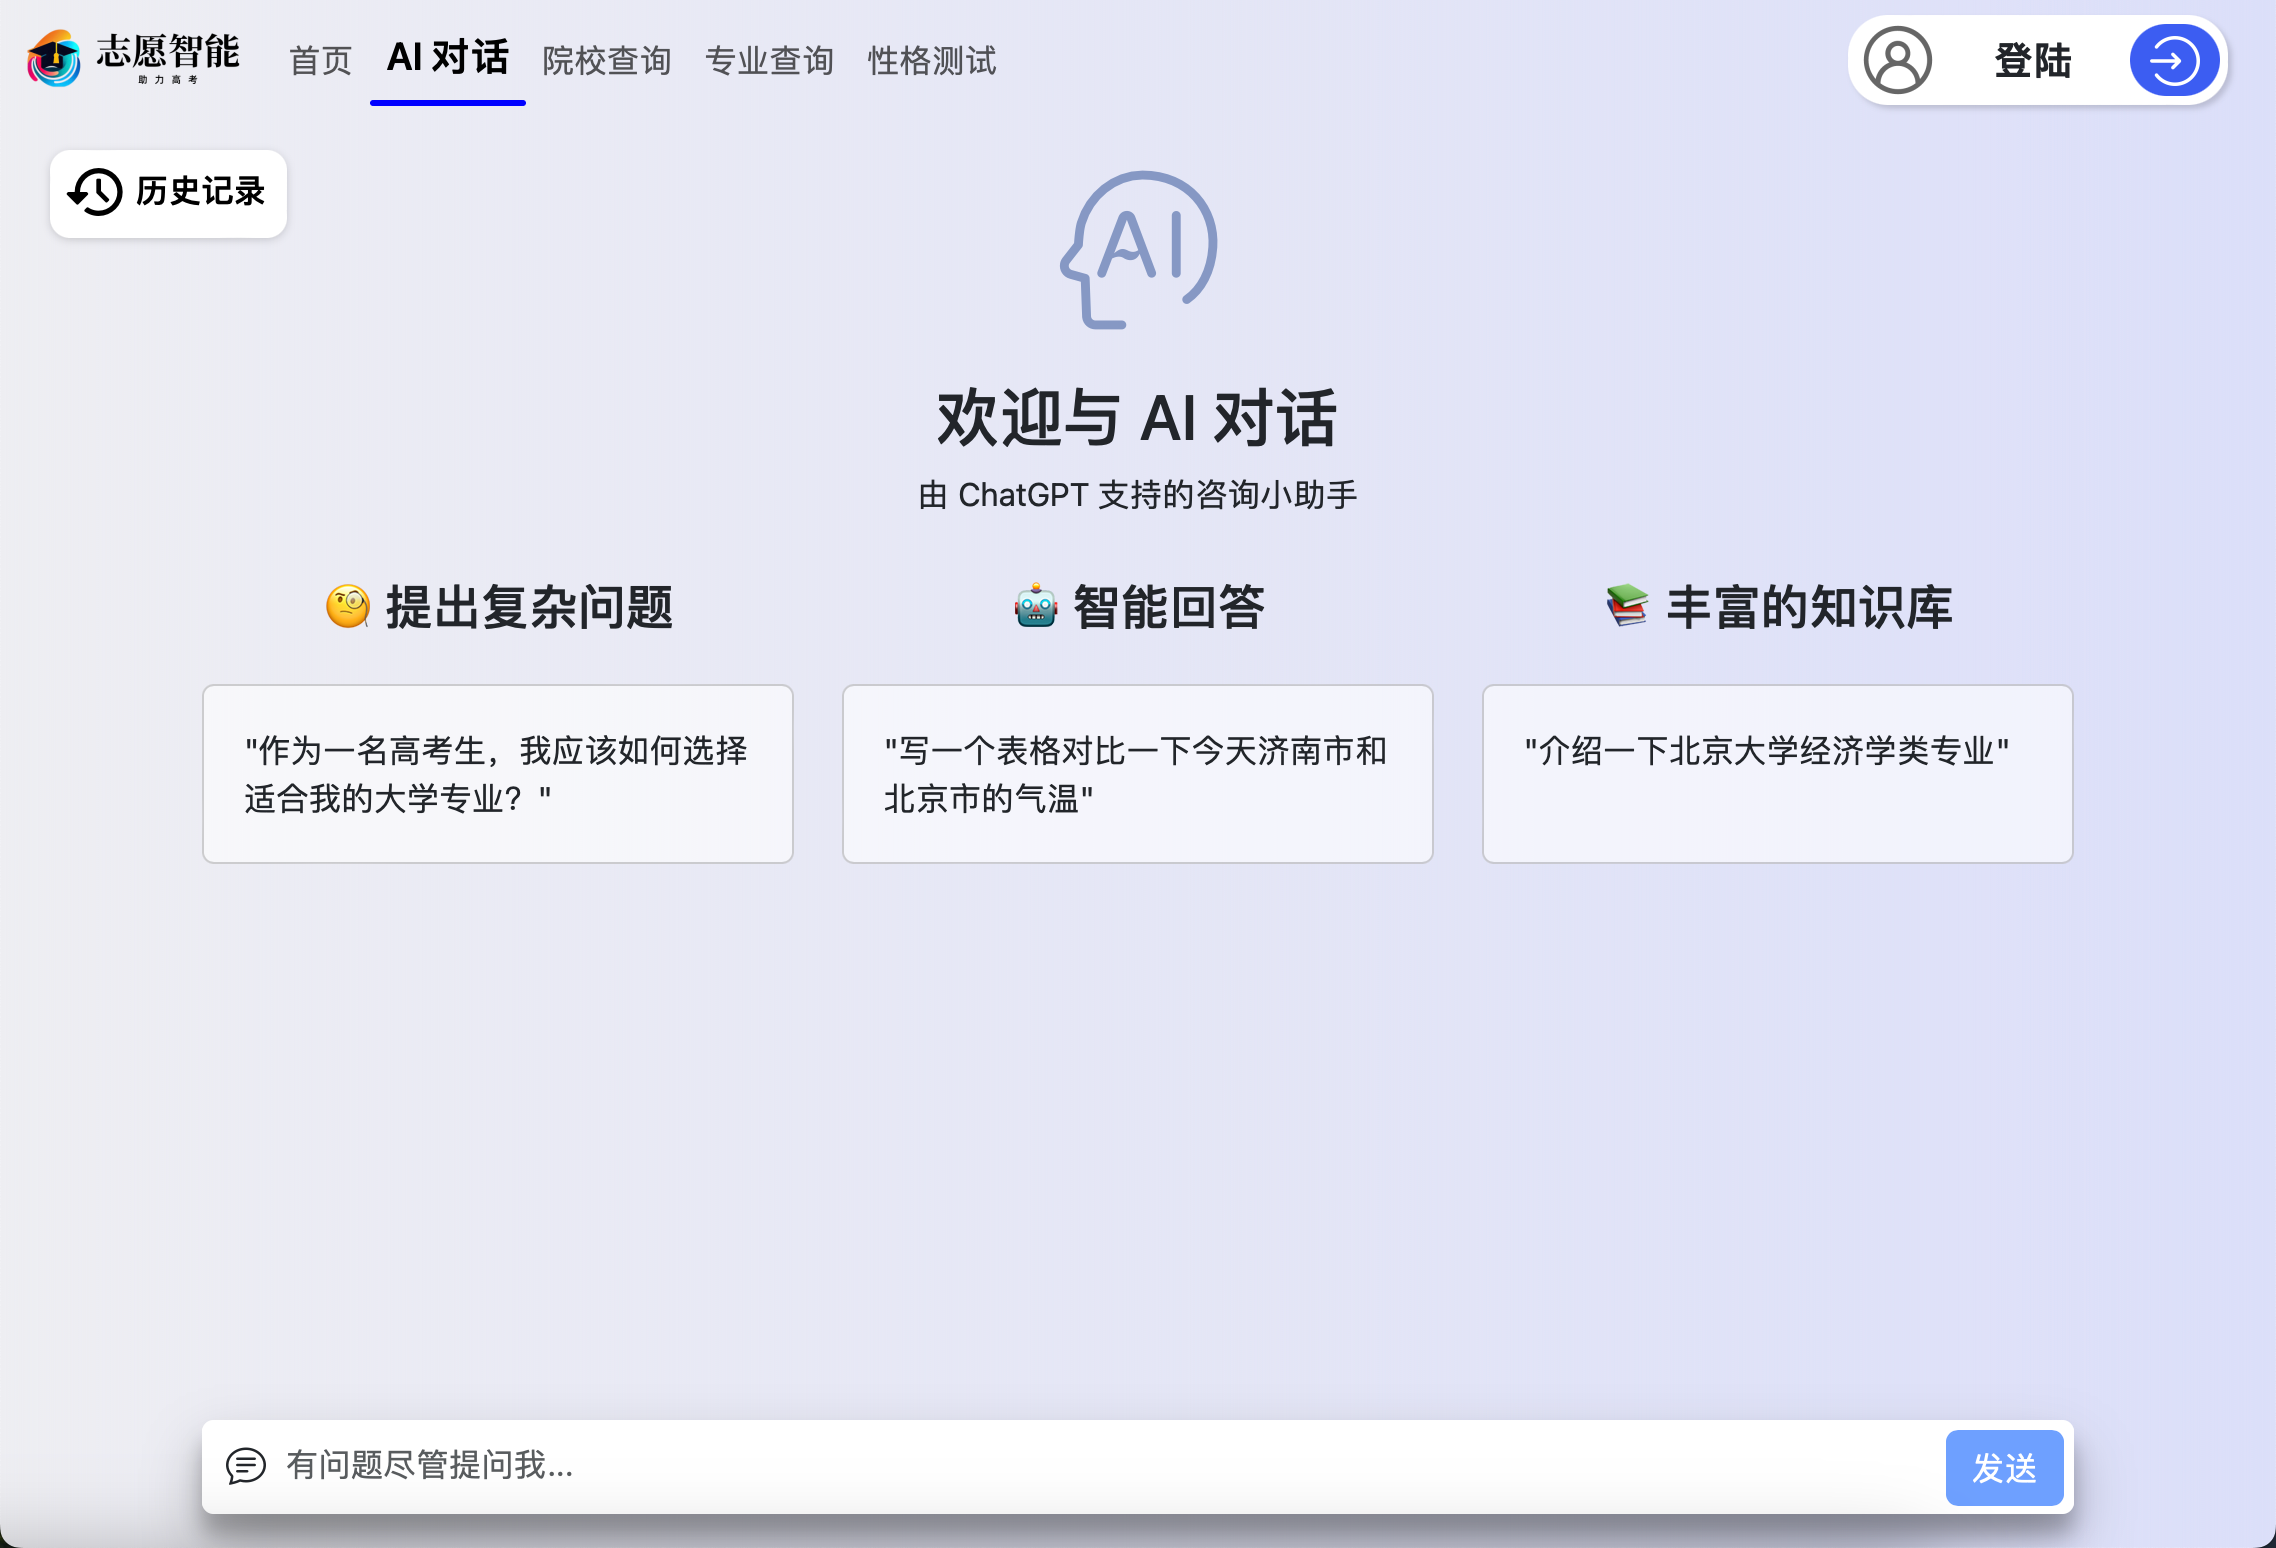 志愿智能
助力高考
首页 AI 对话 院校查询 专业查询 性格测试
登陆
历史记录
AI
欢迎与 AI 对话
由 ChatGPT 支持的咨询小助手
🧐 提出复杂问题
"作为一名高考生，我应该如何选择
适合我的大学专业？"
🤖 智能回答
"写一个表格对比一下今天济南市和
北京市的气温"
📚 丰富的知识库
"介绍一下北京大学经济学类专业"
有问题尽管提问我...
发送